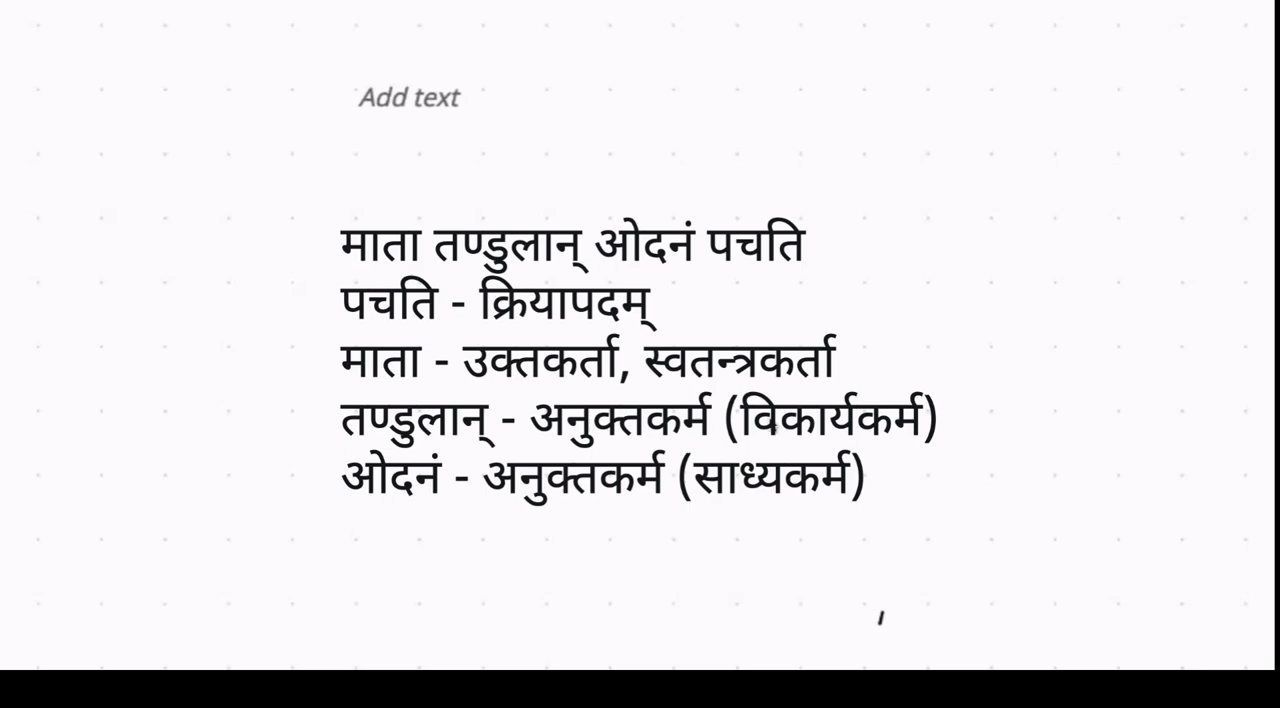 Add text
माता तण्डुलान् ओदनं पचति
पचति - क्रियापदम्
माता - उक्तकर्ता, स्वतन्त्रकर्ता
तण्डुलान् - अनुक्तकर्म (विकार्यकर्म)
ओदनं - अनुक्तकर्म (साध्यकर्म)